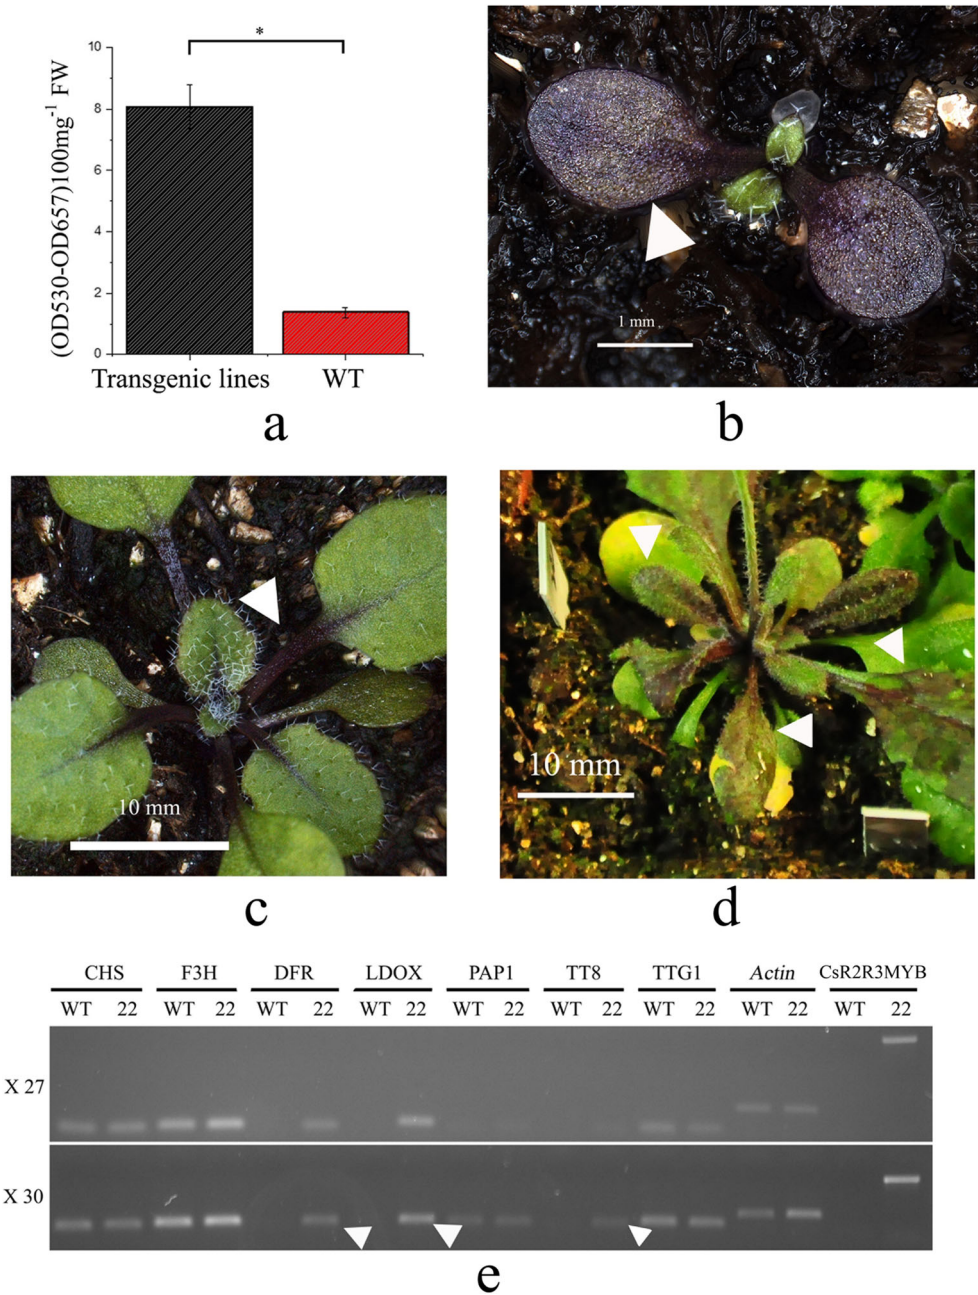 *
(OD530-OD657)100mg-1 FW
10
8
6
4
2
0
Transgenic lines WT
a
1 mm
b
10 mm
c
10 mm
d
CHS F3H DFR LDOX PAP1 TT8 TTG1 Actin CsR2R3MYB
WT 22 WT 22 WT 22 WT 22 WT 22 WT 22 WT 22 WT 22 WT 22
X 27
X 30
e